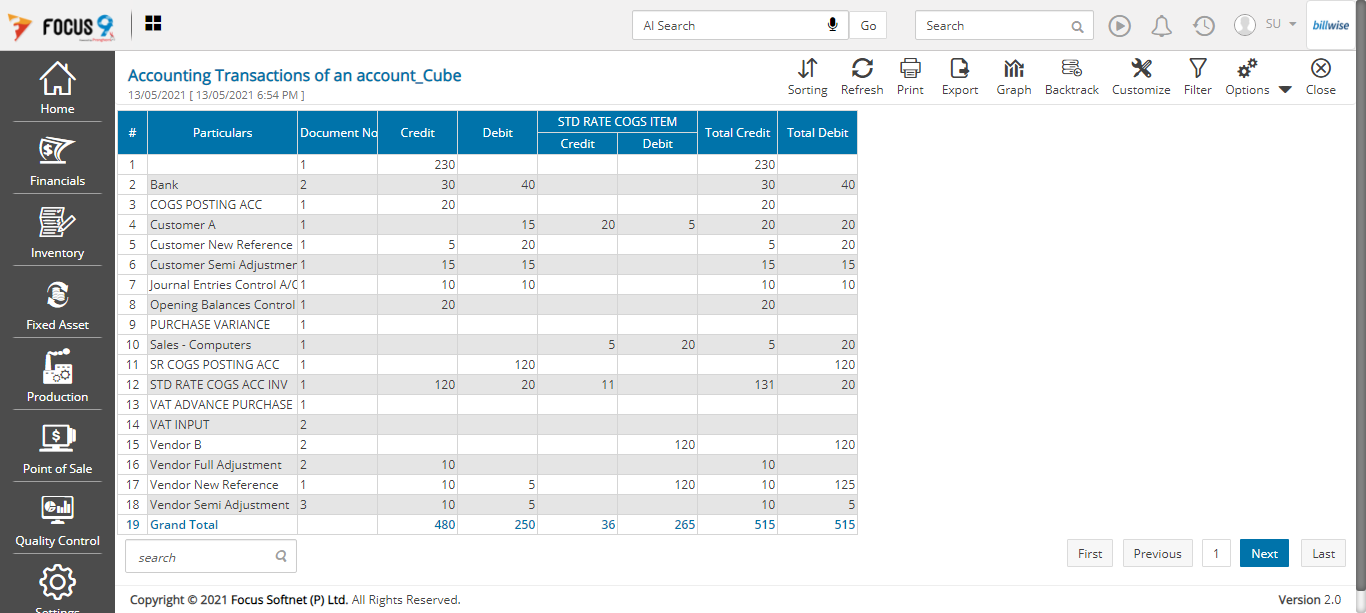 FOCUS 9
AI Search
Go
Search
SU
billwise
Home
Financials
Inventory
Fixed Asset
Production
Point of Sale
Quality Control
Settings
Accounting Transactions of an account_Cube
13/05/2021 [ 13/05/2021 6:54 PM ]
Sorting Refresh Print Export Graph Backtrack Customize Filter Options Close
# Particulars Document No Credit Debit STD RATE COGS ITEM Total Credit Total Debit
Credit Debit
1 1 230 230
2 Bank 2 30 40 30 40
3 COGS POSTING ACC 1 20 20
4 Customer A 1 15 20 5 20 20
5 Customer New Reference 1 5 20 5 20
6 Customer Semi Adjustmer 1 15 15 15 15
7 Journal Entries Control A/C 1 10 10 10 10
8 Opening Balances Control 1 20 20
9 PURCHASE VARIANCE 1
10 Sales - Computers 1 5 20 5 20
11 SR COGS POSTING ACC 1 120 120
12 STD RATE COGS ACC INV 1 120 20 11 131 20
13 VAT ADVANCE PURCHASE 1
14 VAT INPUT 2
15 Vendor B 2 120 120
16 Vendor Full Adjustment 2 10 10
17 Vendor New Reference 1 10 5 120 10 125
18 Vendor Semi Adjustment 3 10 5 10 5
19 Grand Total 480 250 36 265 515 515
search
First Previous 1 Next Last
Copyright © 2021 Focus Softnet (P) Ltd. All Rights Reserved.
Version 2.0